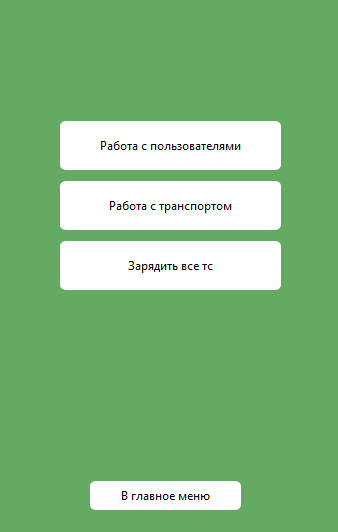 Работа с пользователями
Работа с транспортом
Зарядить все тс
В главное меню